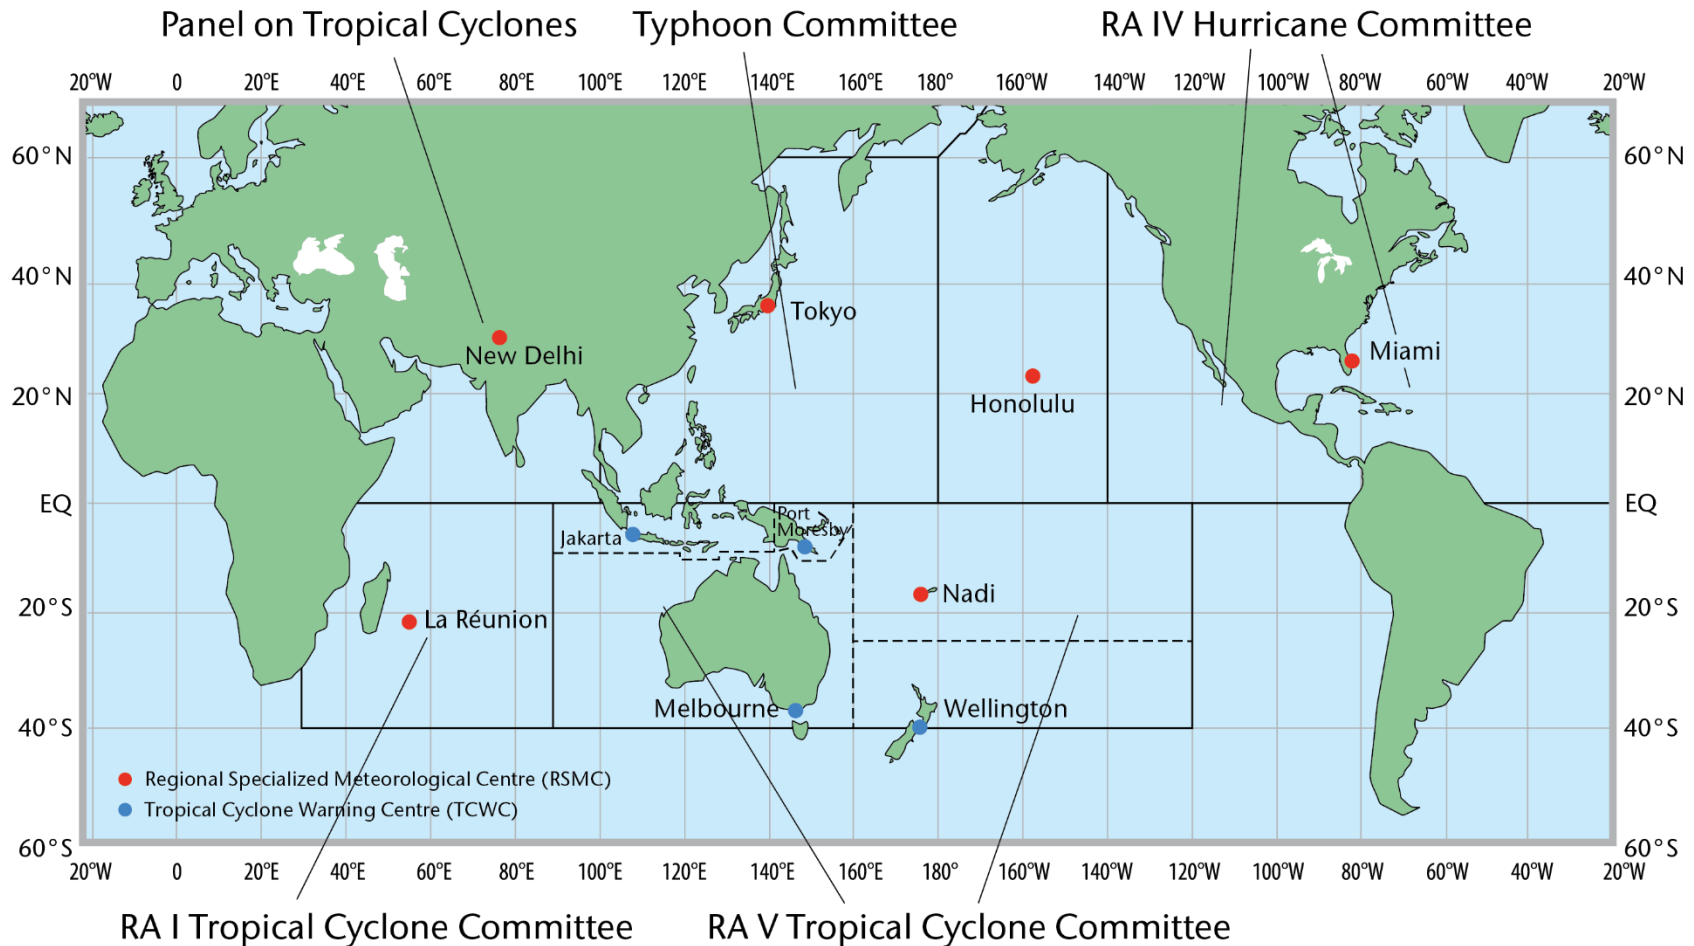 Panel on Tropical Cyclones Typhoon Committee RA IV Hurricane Committee
20°W 0 20°E 40°E 60°E 80°E 100°E 120°E 140°E 160°E 180° 160°W 140°W 120°W 100°W 80°W 60°W 40°W 20°W
60°N 60°N
40°N 40°N
Tokyo
New Delhi
Miami
20°N Honolulu 20°N
EQ EQ
Port
Moresby
Jakarta
Nadi
20°S 20°S
La Réunion
Melbourne Wellington
40°S 40°S
Regional Specialized Meteorological Centre (RSMC)
Tropical Cyclone Warning Centre (TCWC)
60°S 60°S
20°W 0 20°E 40°E 60°E 80°E 100°E 120°E 140°E 160°E 180° 160°W 140°W 120°W 100°W 80°W 60°W 40°W 20°W
RA I Tropical Cyclone Committee RA V Tropical Cyclone Committee